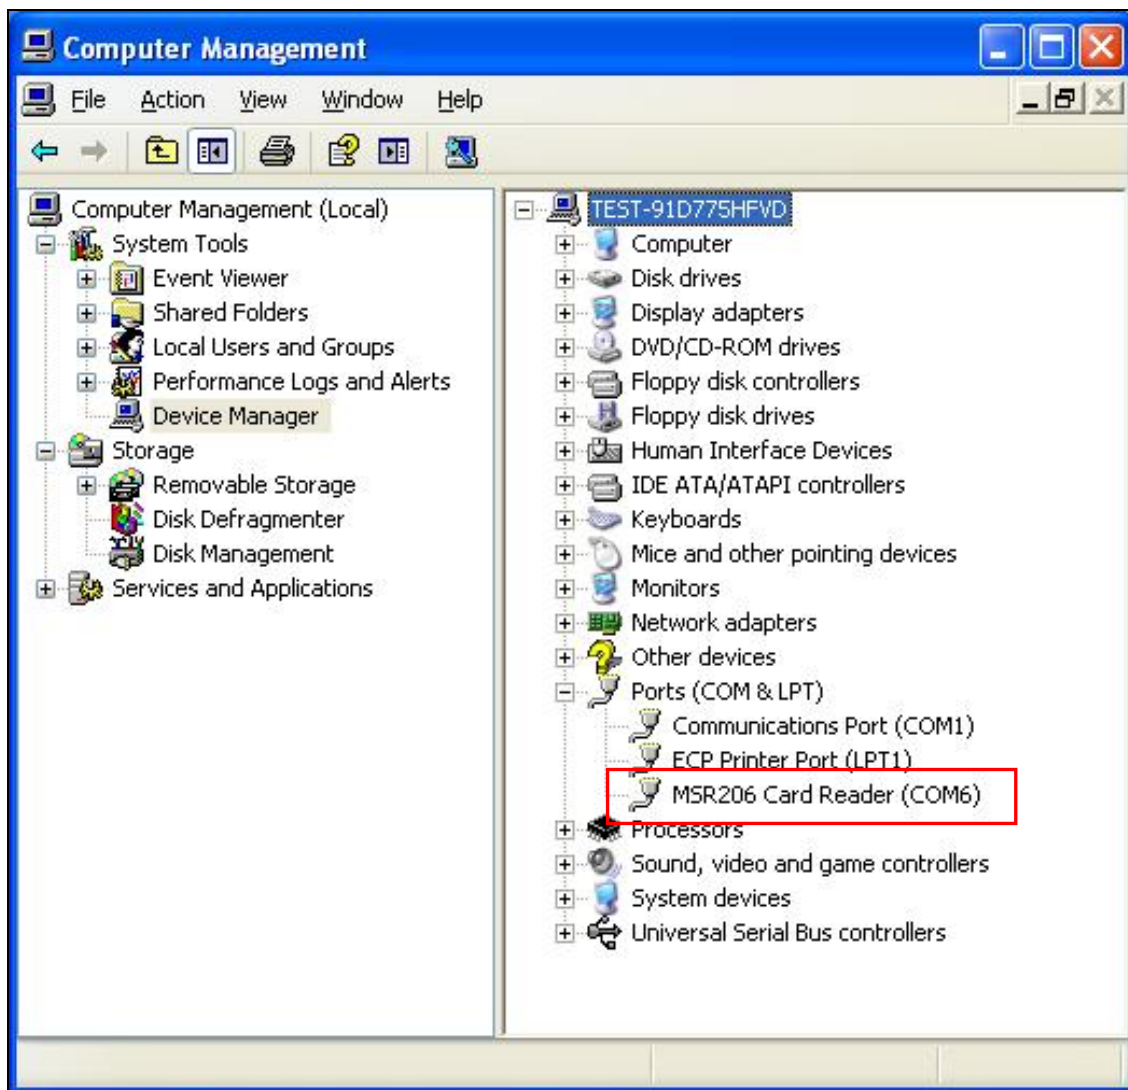 Computer Management
File Action View Window Help
Computer Management (Local)
System Tools
Event Viewer
Shared Folders
Local Users and Groups
Performance Logs and Alerts
Device Manager
Storage
Removable Storage
Disk Defragmenter
Disk Management
Services and Applications
TEST-91D775HFVD
Computer
Disk drives
Display adapters
DVD/CD-ROM drives
Floppy disk controllers
Floppy disk drives
Human Interface Devices
IDE ATA/ATAPI controllers
Keyboards
Mice and other pointing devices
Monitors
Network adapters
Other devices
Ports (COM & LPT)
Communications Port (COM1)
ECP Printer Port (LPT1)
MSR206 Card Reader (COM6)
Processors
Sound, video and game controllers
System devices
Universal Serial Bus controllers